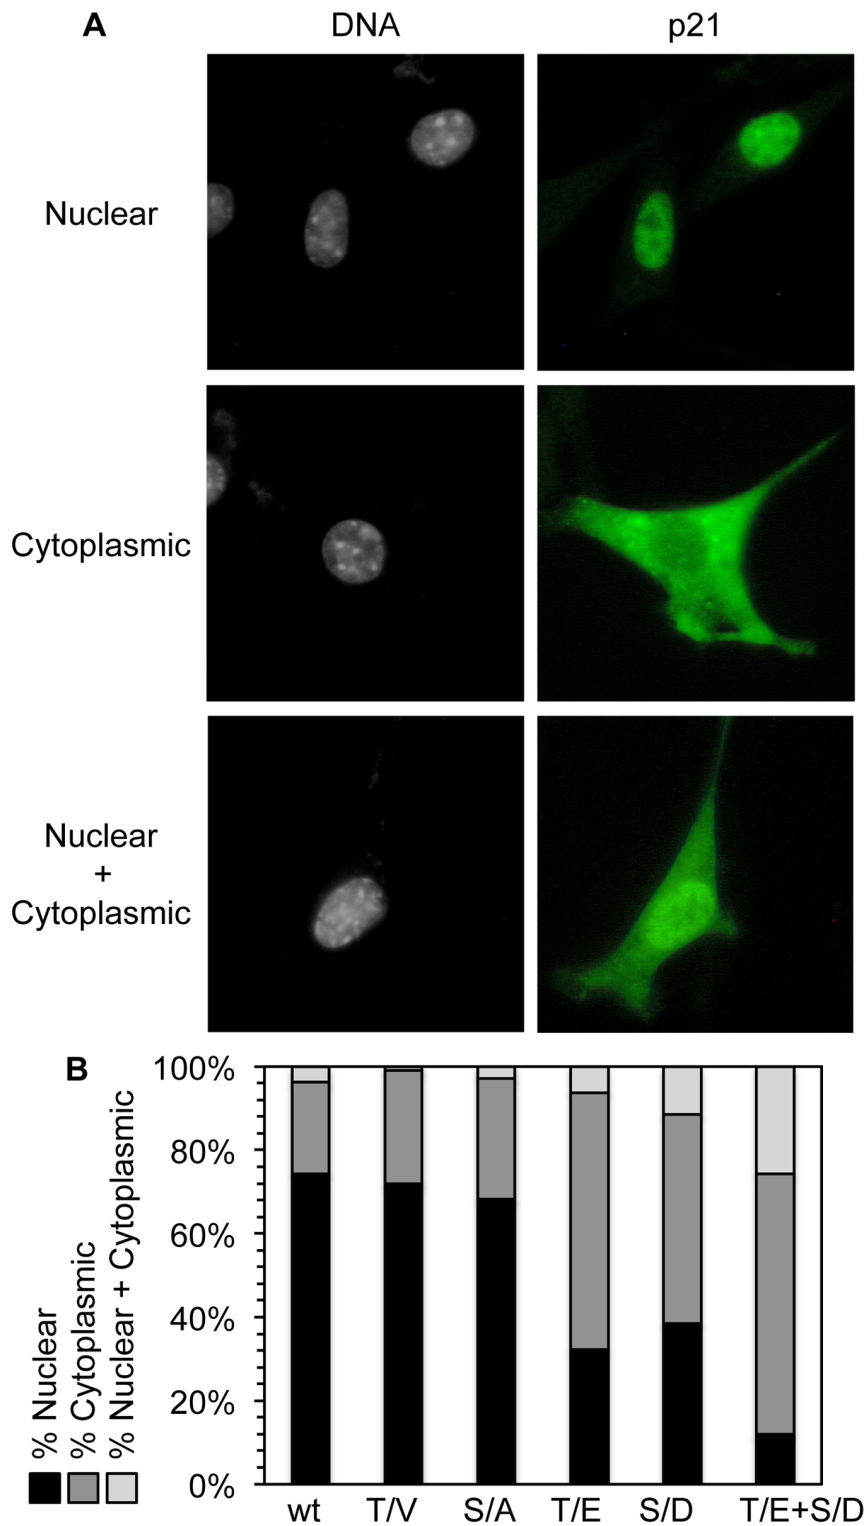 A
DNA
p21
Nuclear
Cytoplasmic
Nuclear
+
Cytoplasmic
B
% Nuclear
% Cytoplasmic
% Nuclear + Cytoplasmic
100%
80%
60%
40%
20%
0%
wt
T/V
S/A
T/E
S/D
T/E+S/D